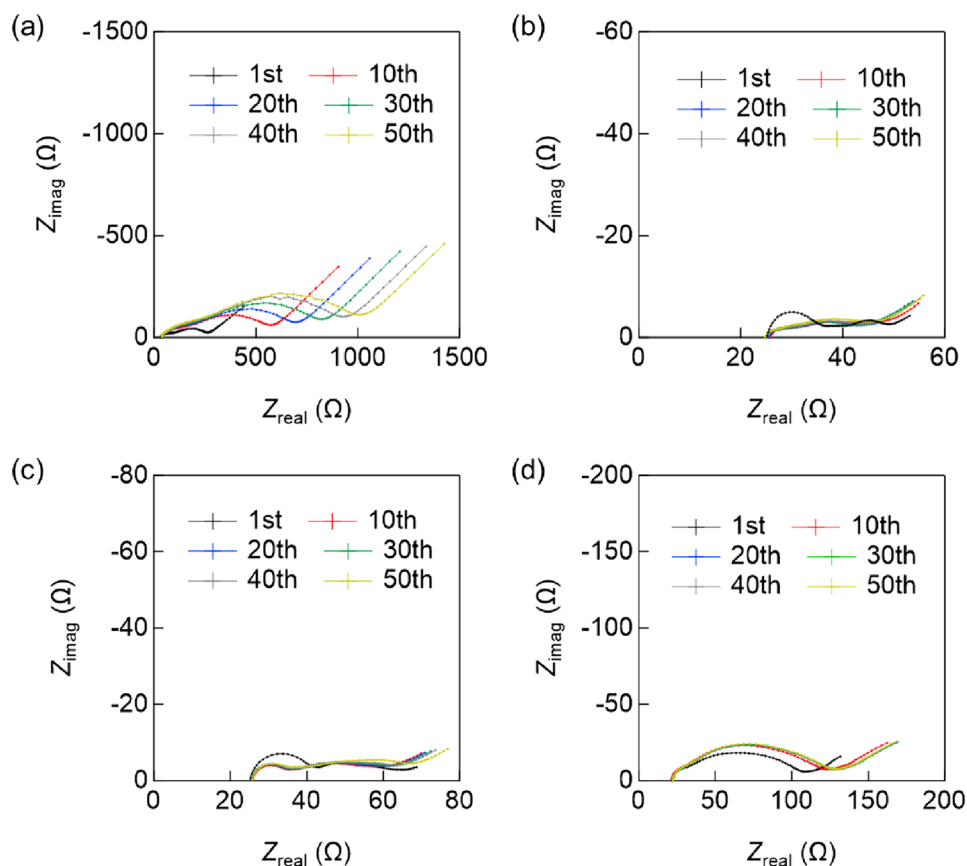 (a)
-1500
-1000
-500
0
1st 10th
20th 30th
40th 50th
Zimag (Ω)
0 500 1000 1500
Zreal (Ω)
(b)
-60
-40
-20
0
1st 10th
20th 30th
40th 50th
Zimag (Ω)
0 20 40 60
Zreal (Ω)
(c)
-80
-60
-40
-20
0
1st 10th
20th 30th
40th 50th
Zimag (Ω)
0 20 40 60 80
Zreal (Ω)
(d)
-200
-150
-100
-50
0
1st 10th
20th 30th
40th 50th
Zimag (Ω)
0 50 100 150 200
Zreal (Ω)